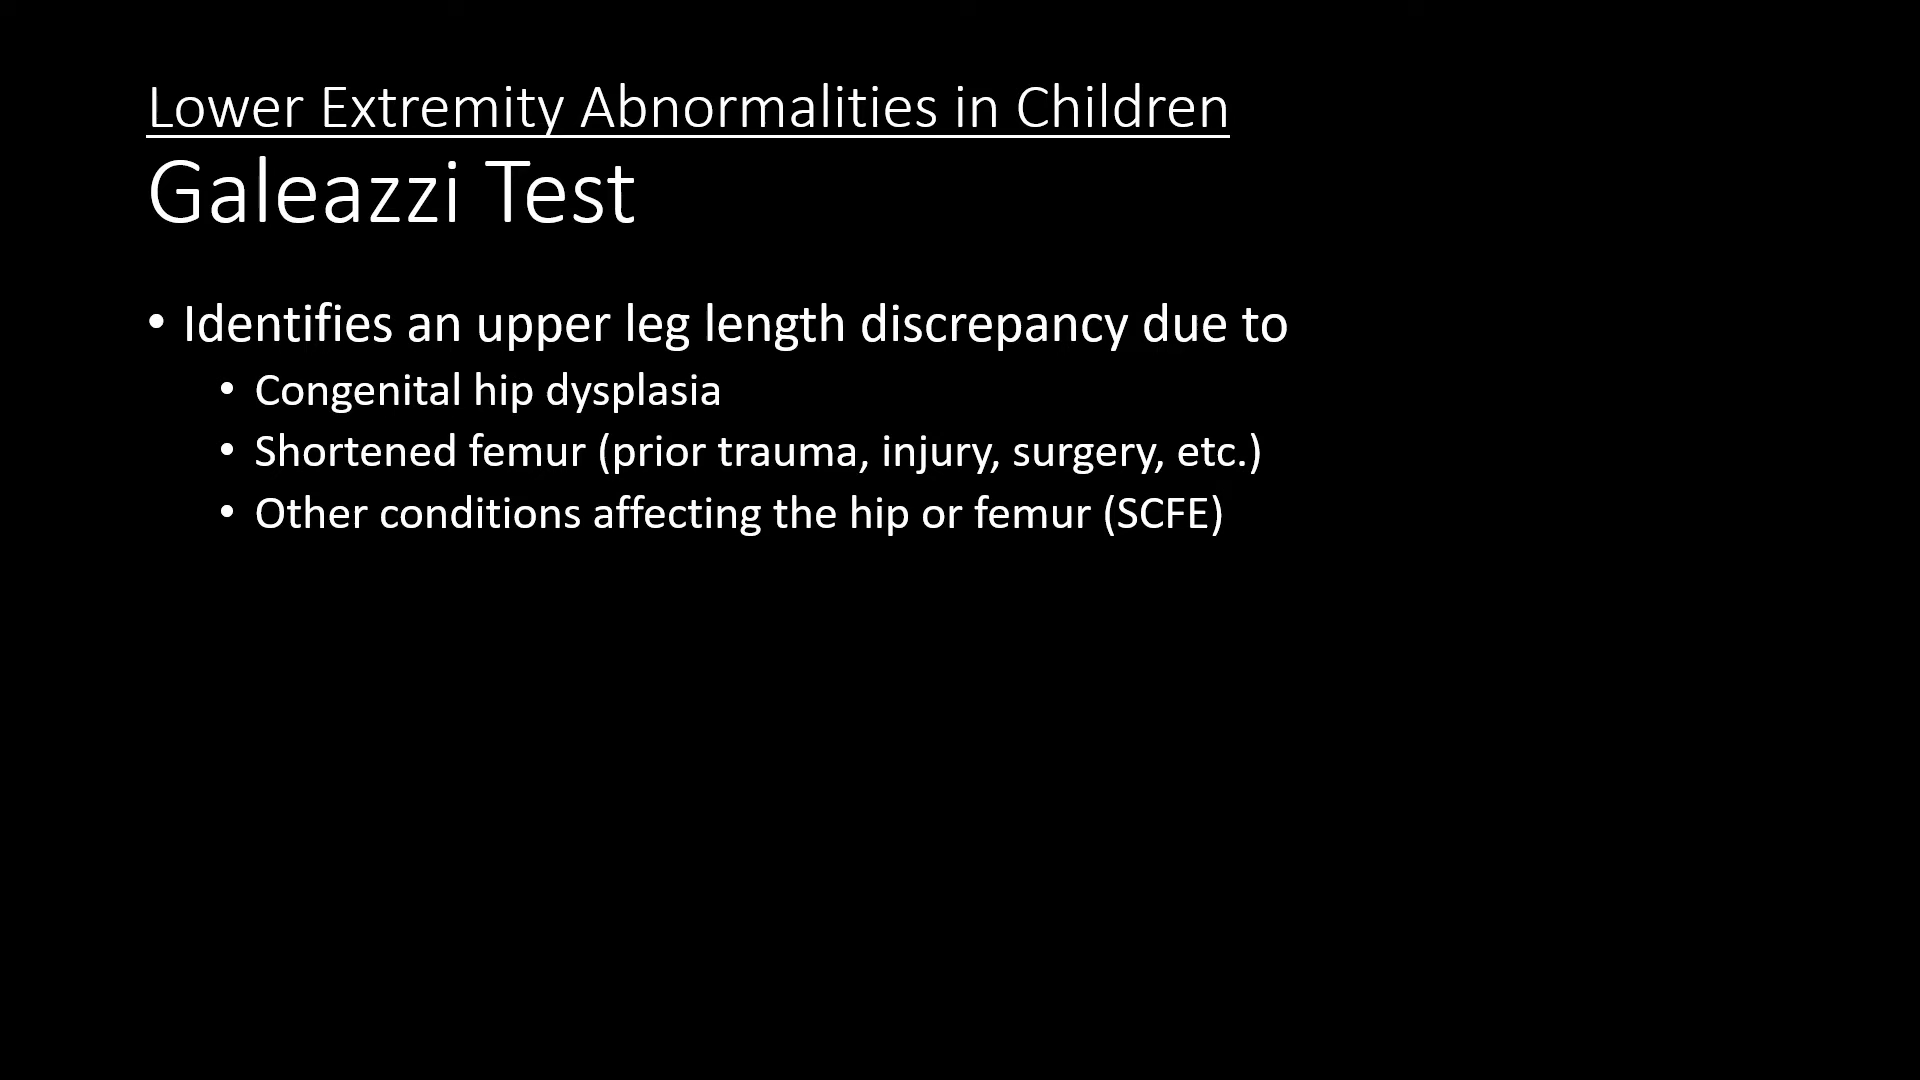 Lower Extremity Abnormalities in Children
Galeazzi Test
• Identifies an upper leg length discrepancy due to
• Congenital hip dysplasia
• Shortened femur (prior trauma, injury, surgery, etc.)
• Other conditions affecting the hip or femur (SCFE)